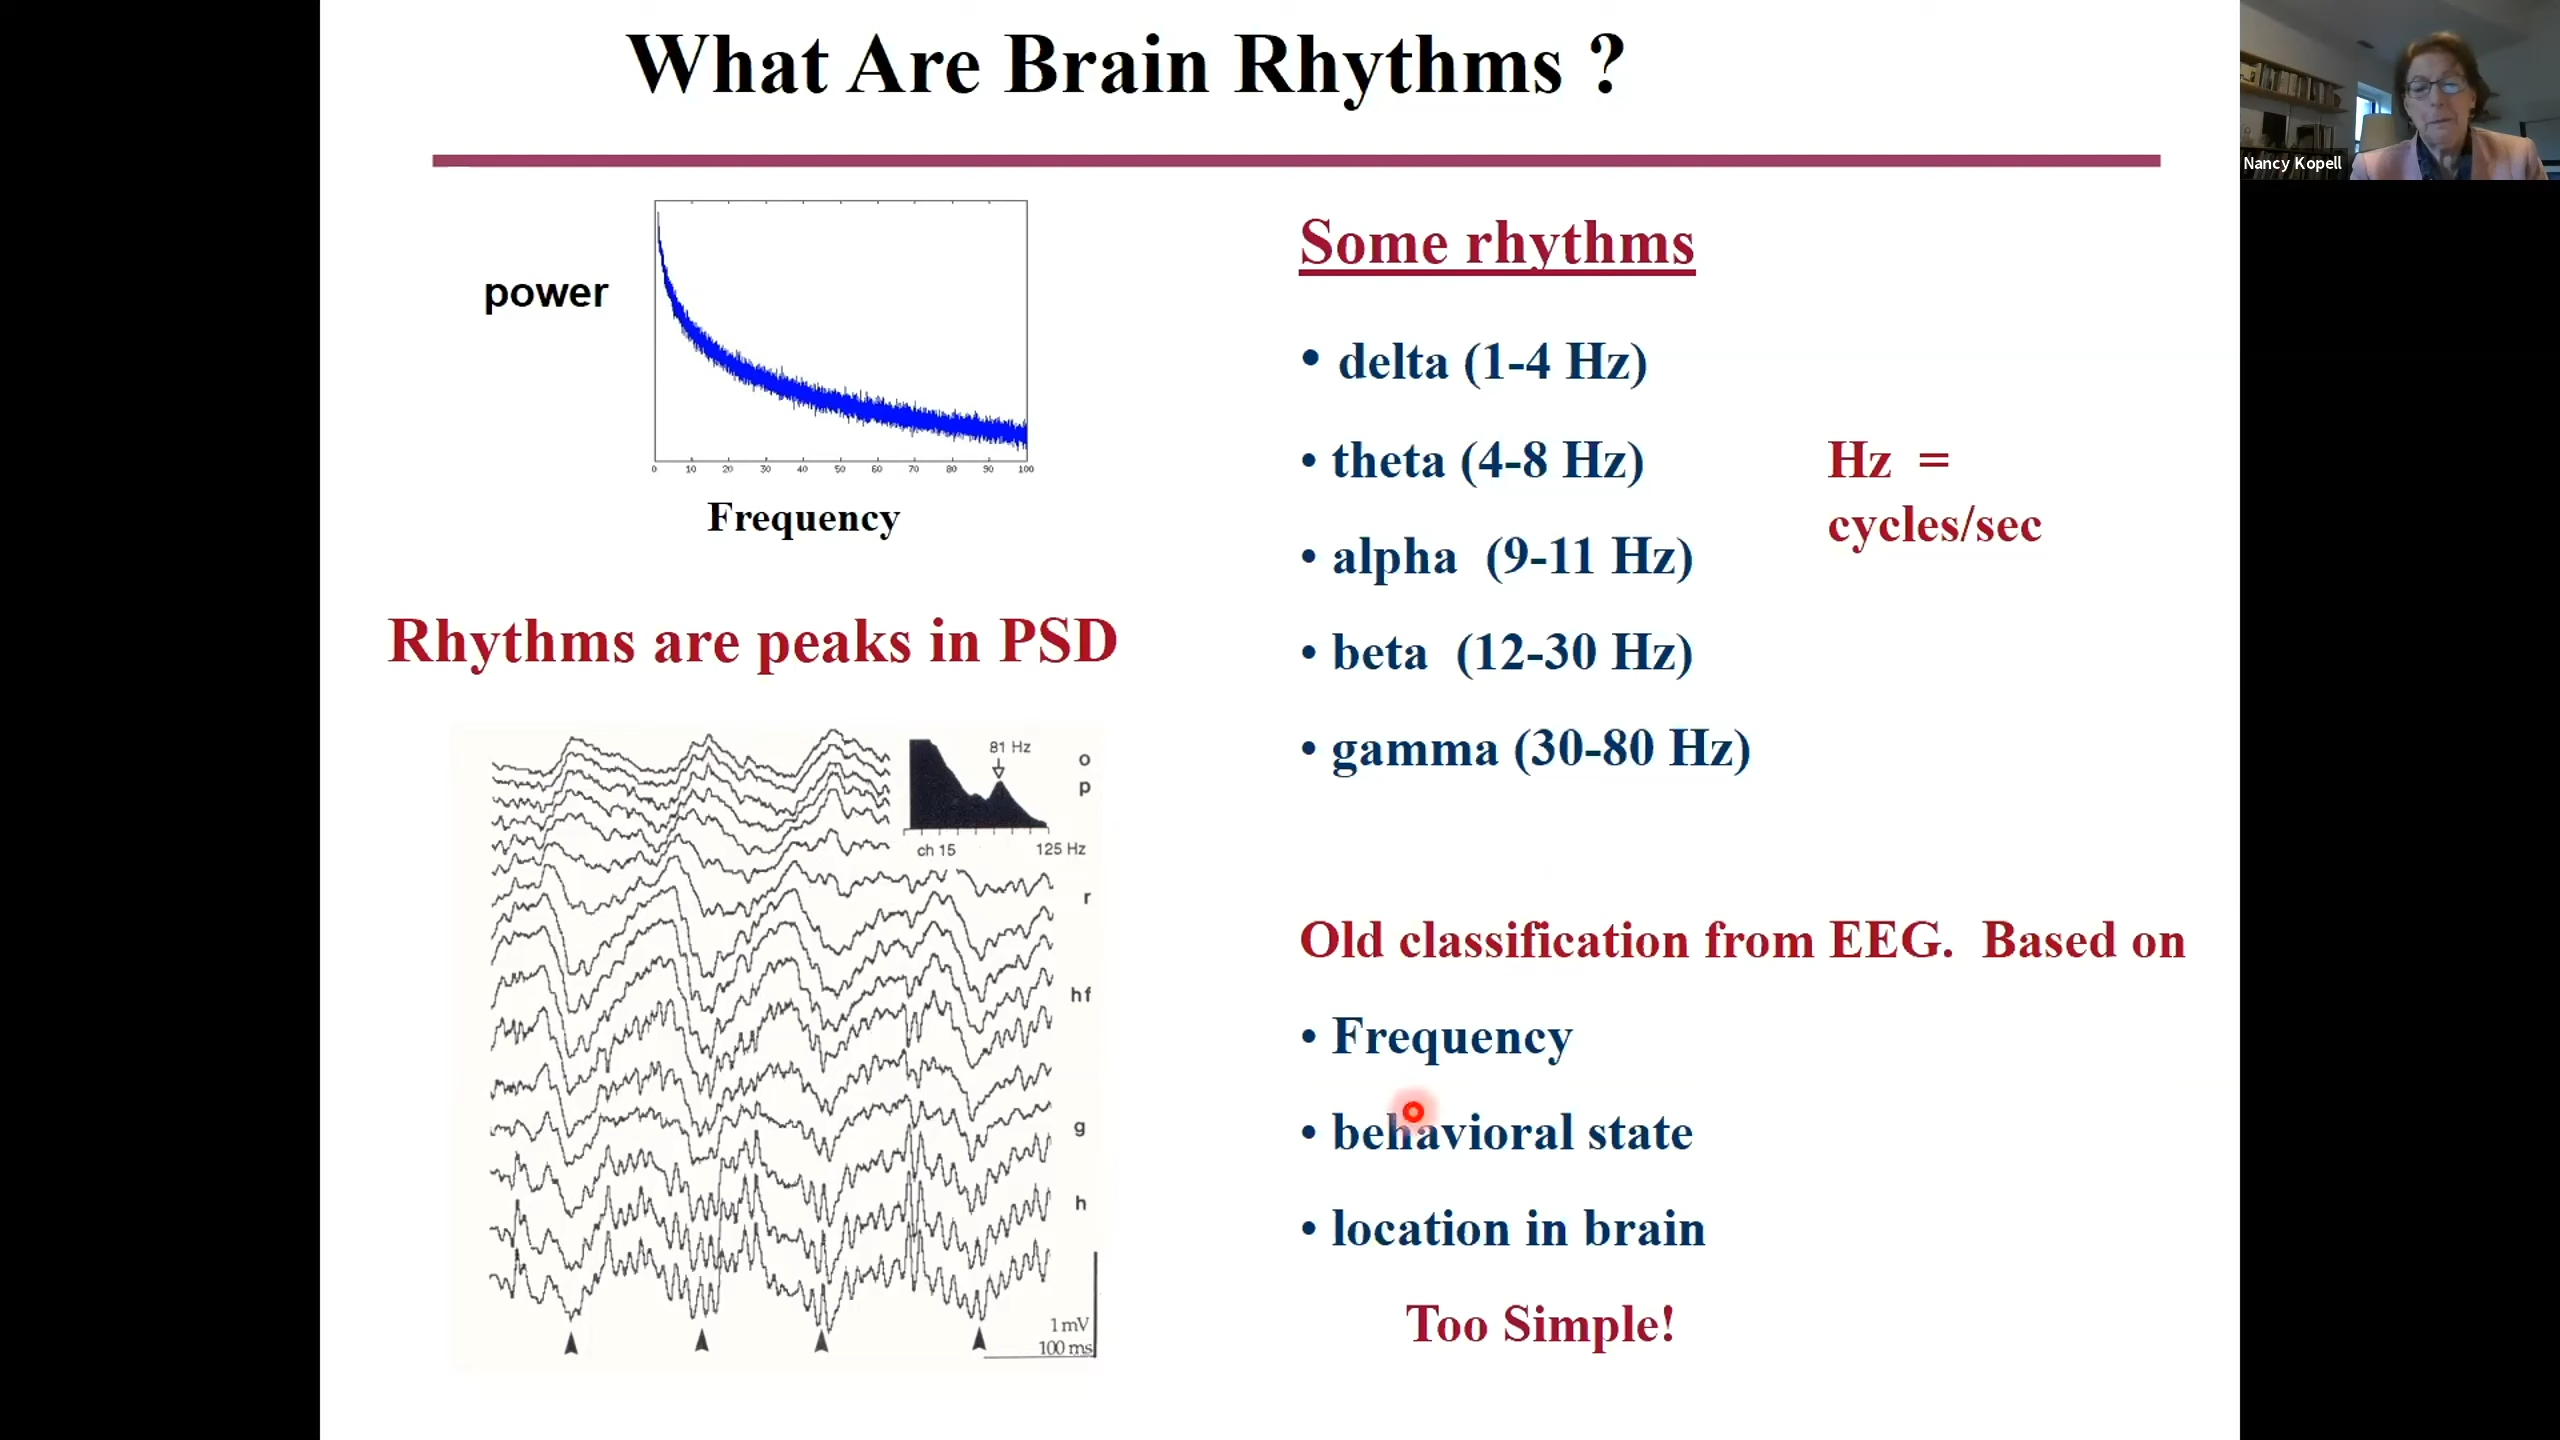 What Are Brain Rhythms ?
Nancy Kopell
power
0 10 20 30 40 50 60 70 80 90 100
Frequency
Rhythms are peaks in PSD
81 Hz
ch 15 125 Hz
o
p
r
hf
g
h
1 mV
100 ms
Some rhythms
• delta (1-4 Hz)
• theta (4-8 Hz)
• alpha (9-11 Hz)
• beta (12-30 Hz)
• gamma (30-80 Hz)
Hz =
cycles/sec
Old classification from EEG. Based on
• Frequency
• behavioral state
• location in brain
Too Simple!